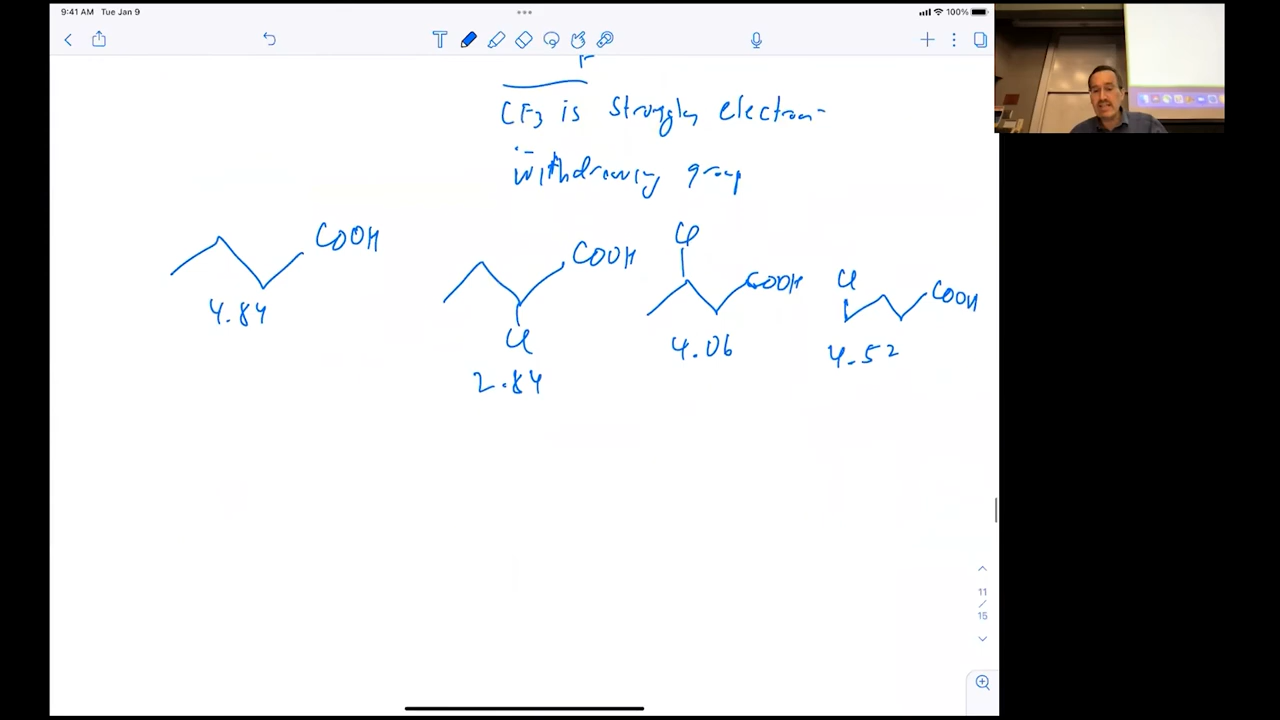 9:41 AM Tue Jan 9
100%
T
CF3 is strongly electron-
withdrawing group
COOH
4.84
COOH
Cl
2.84
Cl
COOH
4.06
Cl
COOH
4.52
11
/
15